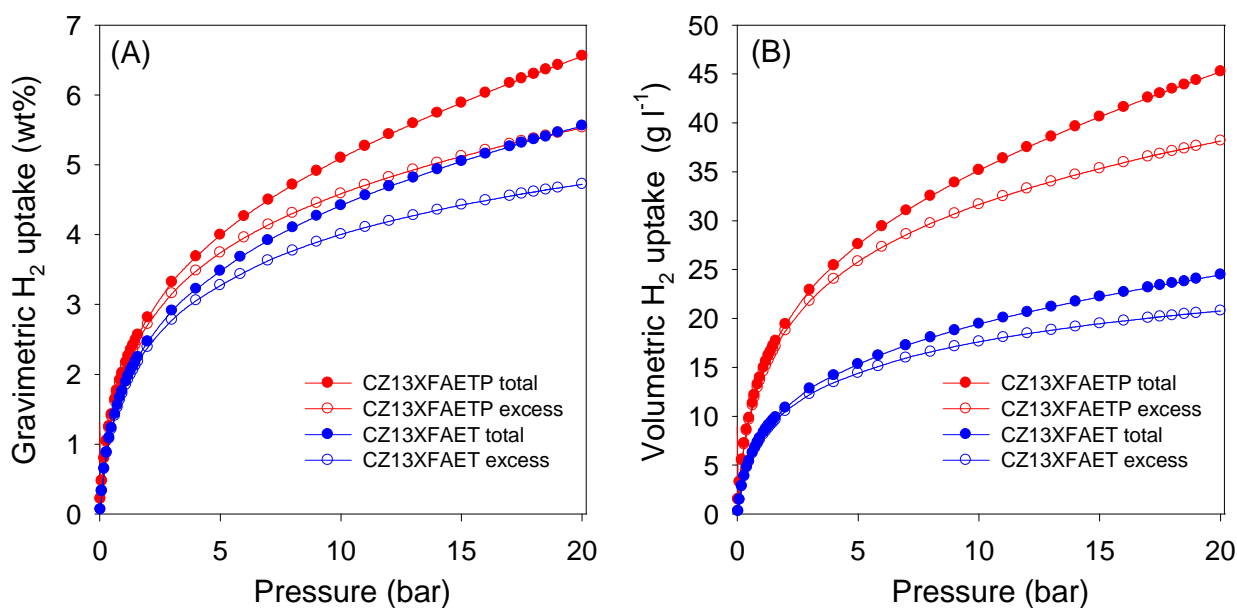 (A)
Gravimetric H2 uptake (wt%)
7
6
5
4
3
2
1
0
0 5 10 15 20
Pressure (bar)
CZ13XFAETP total
CZ13XFAETP excess
CZ13XFAET total
CZ13XFAET excess
(B)
Volumetric H2 uptake (g l-1)
50
45
40
35
30
25
20
15
10
5
0
0 5 10 15 20
Pressure (bar)
CZ13XFAETP total
CZ13XFAETP excess
CZ13XFAET total
CZ13XFAET excess